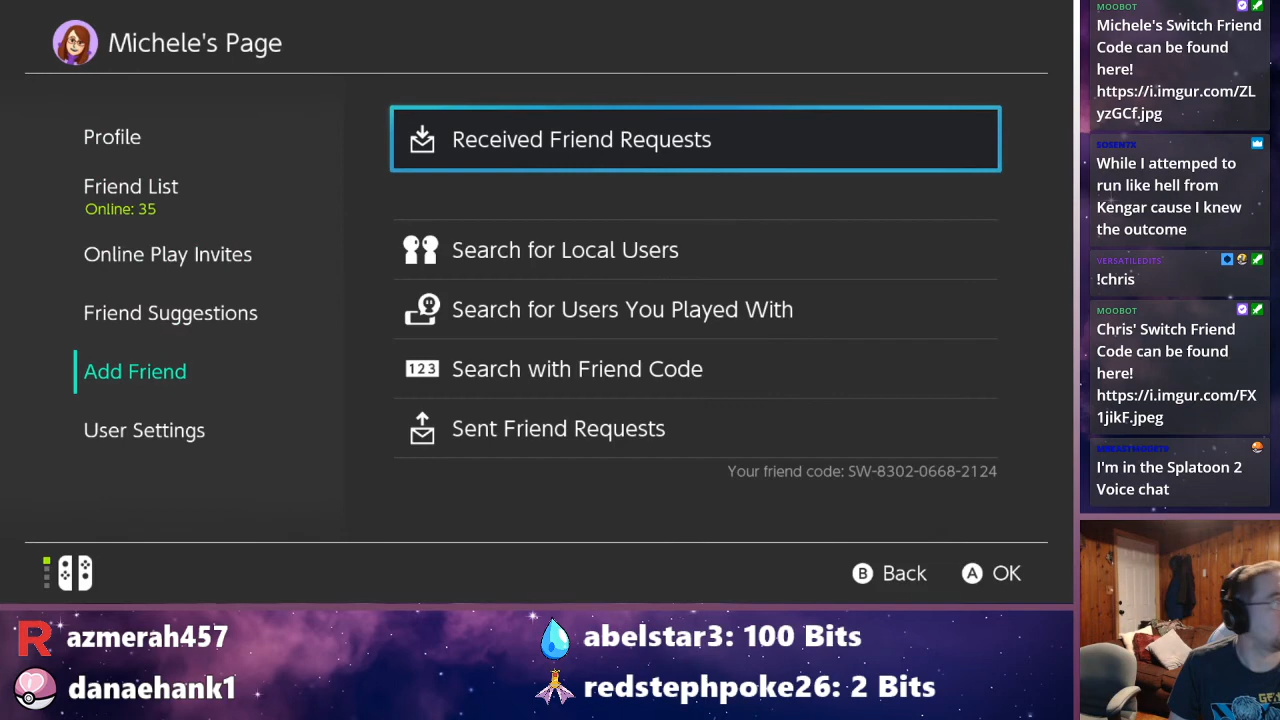 Michele's Page
Profile
Friend List
Online: 35
Online Play Invites
Friend Suggestions
Add Friend
User Settings
Received Friend Requests
Search for Local Users
Search for Users You Played With
123 Search with Friend Code
Sent Friend Requests
Your friend code: SW-8302-0668-2124
B Back A OK
MOOBOT
Michele's Switch Friend
Code can be found
here!
https://i.imgur.com/ZL
yzGCf.jpg
SOSEN7X
While I attemped to
run like hell from
Kengar cause I knew
the outcome
VERSATILEDITS
!chris
MOOBOT
Chris' Switch Friend
Code can be found
here!
https://i.imgur.com/FX
1jikF.jpeg
I'm in the Splatoon 2
Voice chat
R azmerah457
abelstar3: 100 Bits
danaehank1
redstephpoke26: 2 Bits